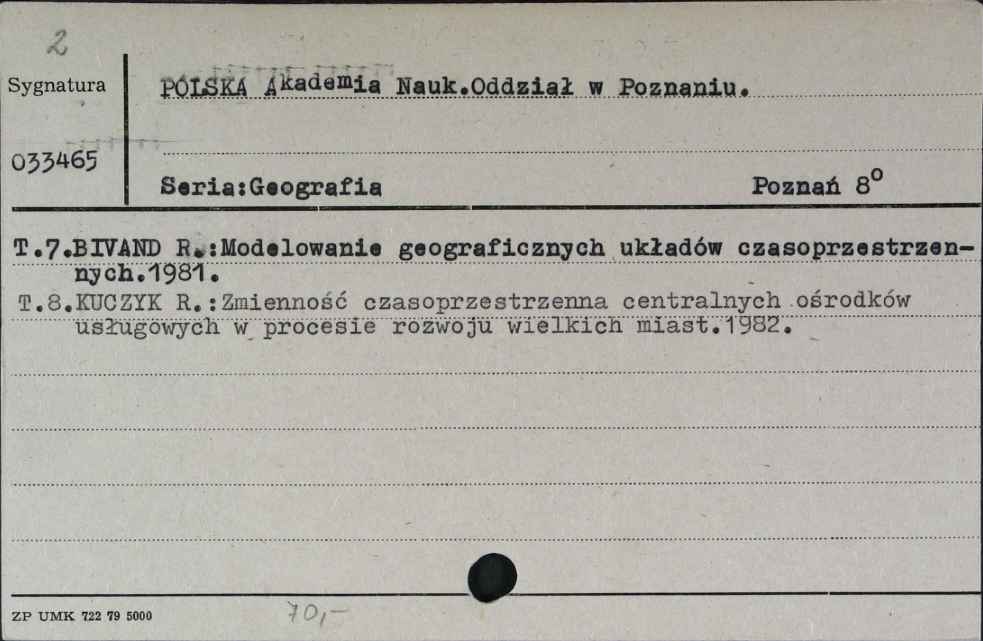 2
Sygnatura
POLSKA Akademia Nauk.Oddział w Poznaniu.
033465
Seria:Geografia Poznań 8°
T.7.BIVAND R.:Modelowanie geograficznych układów czasoprzestrzen-
nych.1981.
T.8.KUCZYK R.:Zmienność czasoprzestrzenna centralnych ośrodków
usługowych w procesie rozwoju wielkich miast.1982.
ZP UMK 722 79 5000
70,-